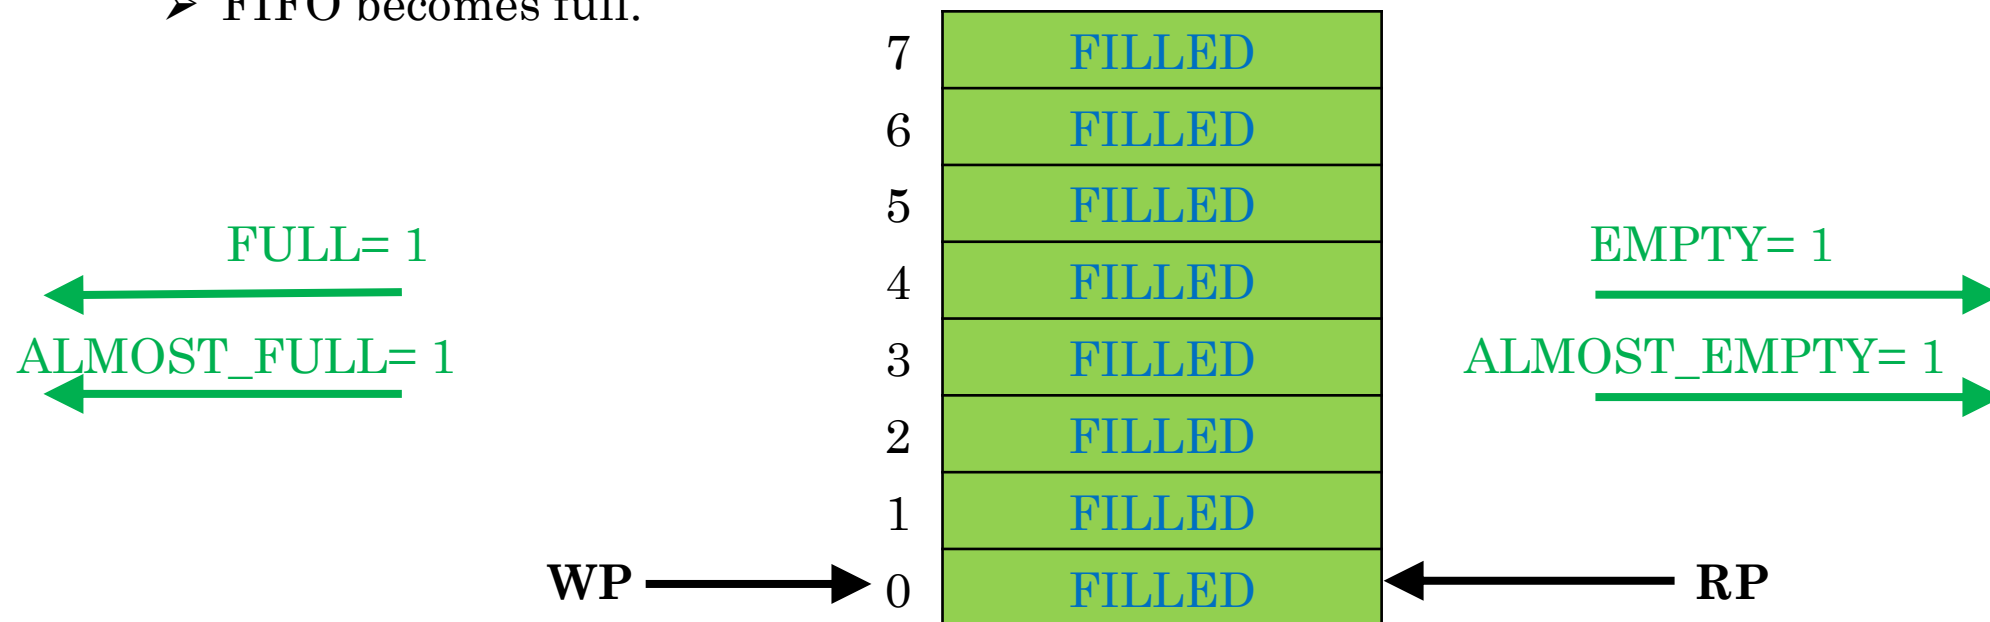 ➢ FIFO becomes full.
7 FILLED
6 FILLED
5 FILLED
FULL= 1 EMPTY= 1
4 FILLED
ALMOST_FULL= 1 3 FILLED ALMOST_EMPTY= 1
2 FILLED
1 FILLED
WP 0 FILLED RP